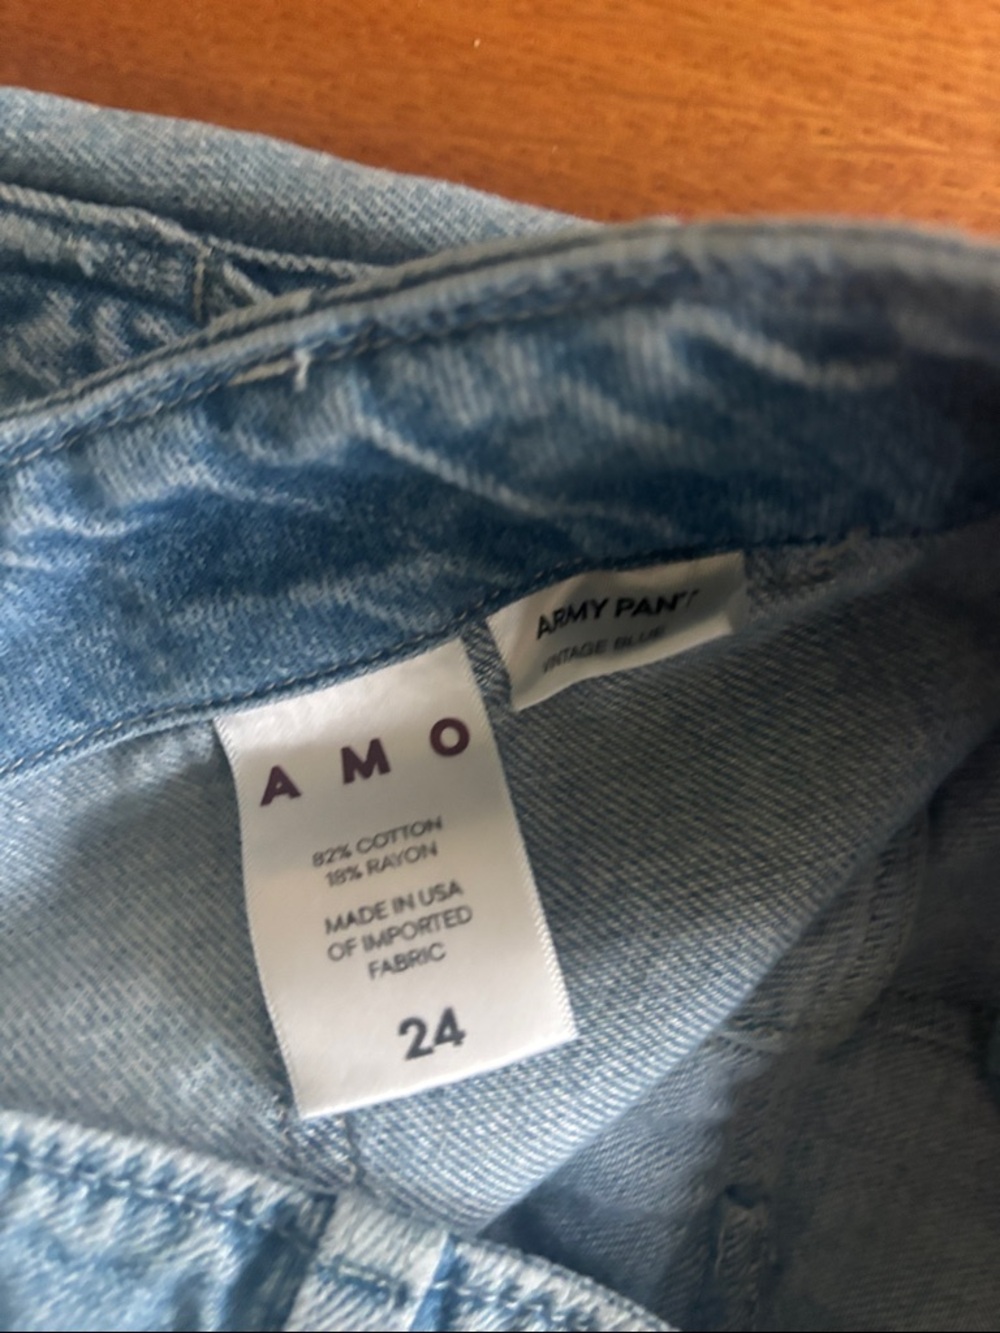 ARMY PANT
VINTAGE BLUE
A M O
82% COTTON
18% RAYON
MADE IN USA
OF IMPORTED
FABRIC
24